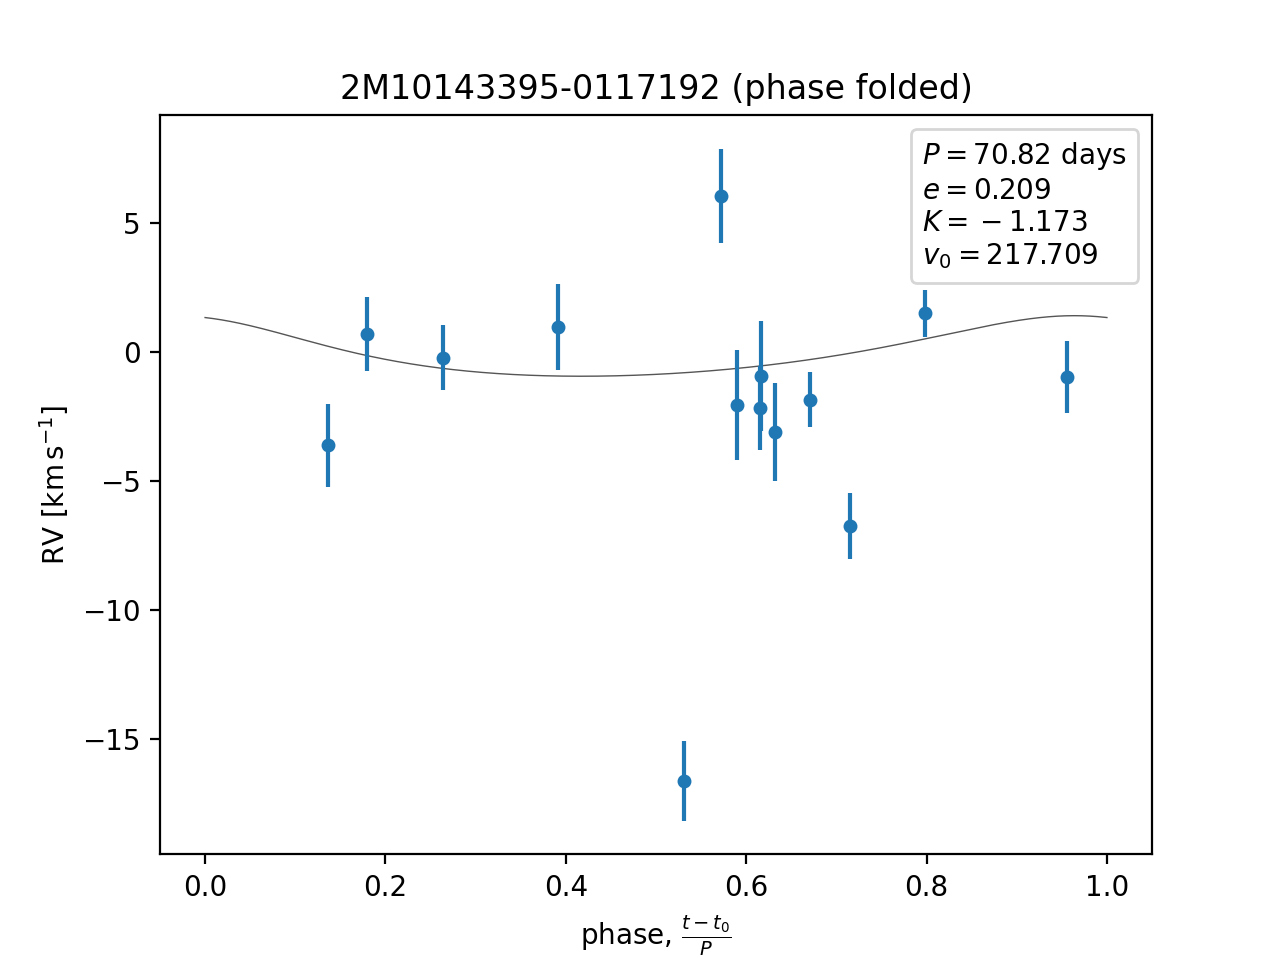 2M10143395-0117192 (phase folded)
P = 70.82 days
e = 0.209
K = −1.173
v₀ = 217.709
RV [km s⁻¹]
5
0
−5
−10
−15
0.0 0.2 0.4 0.6 0.8 1.0
phase, (t − t₀)/P